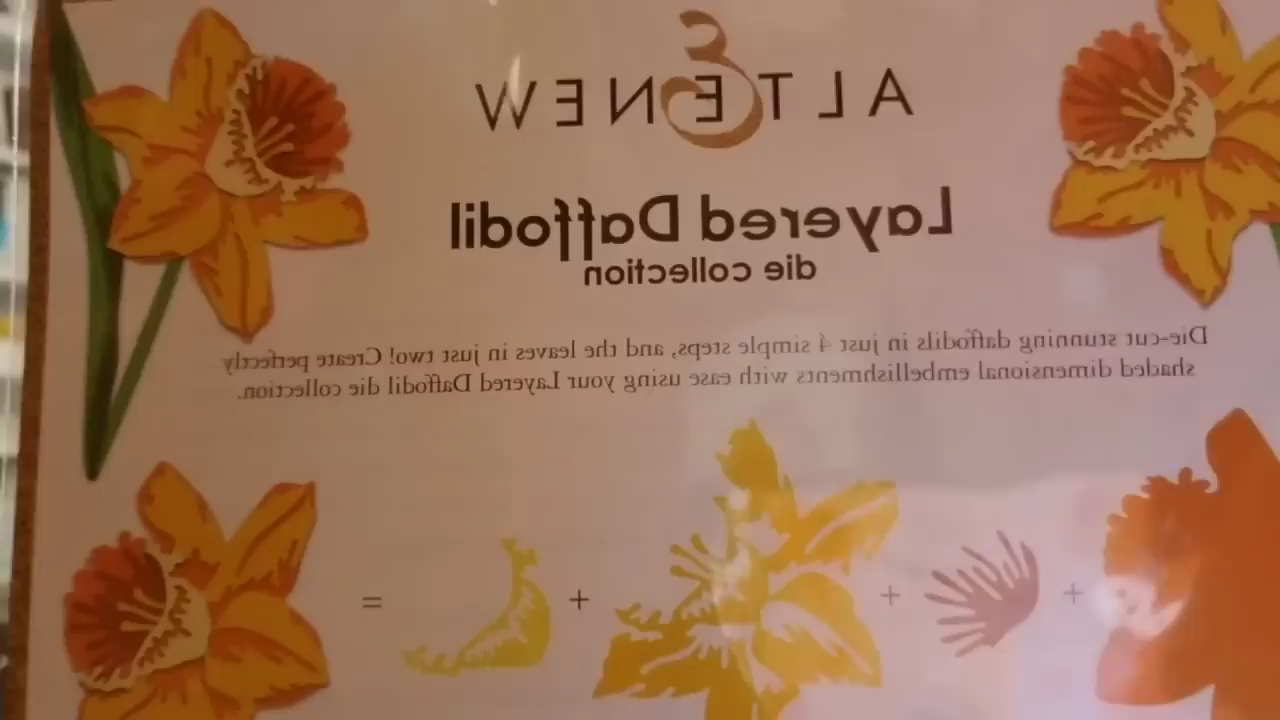 ALTENEW
Layered Daffodil
die collection
Die-cut stunning daffodils in just 4 simple steps, and the leaves in just two! Create perfectly
shaded dimensional embellishments with ease using your Layered Daffodil die collection.
+ + + =